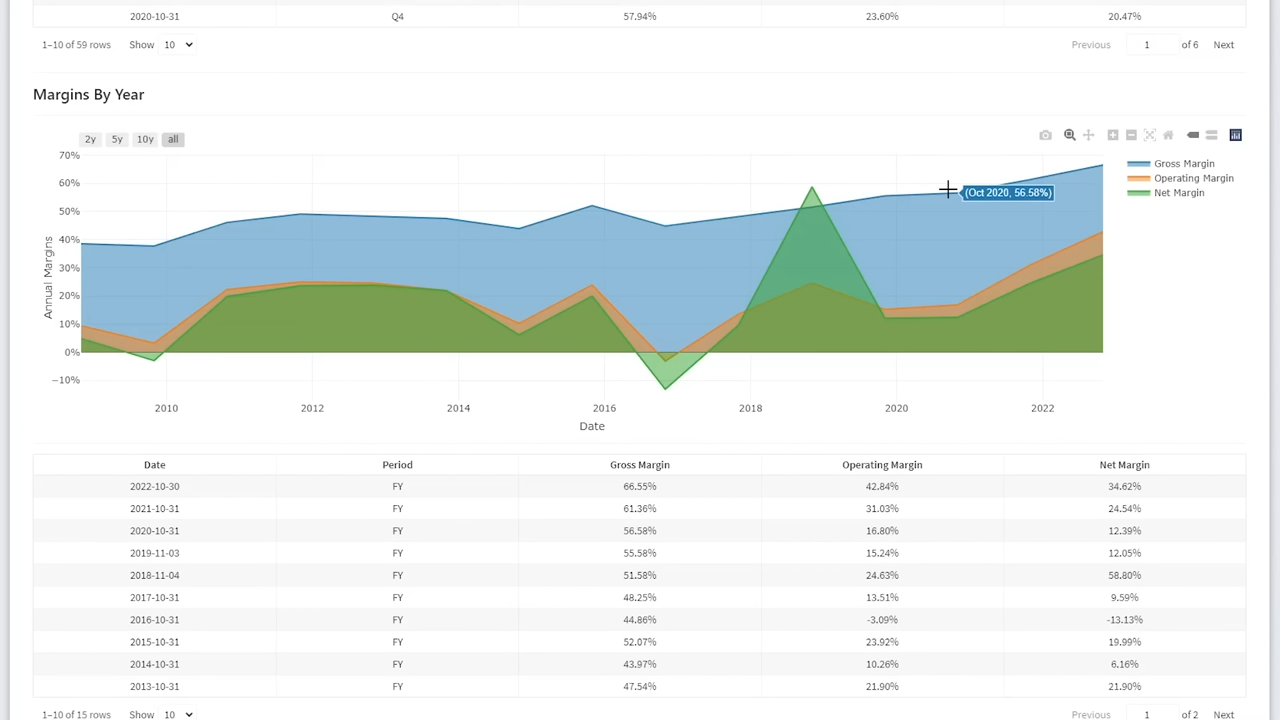 2020-10-31 Q4 57.94% 23.60% 20.47%
1–10 of 59 rows Show 10 Previous 1 of 6 Next
Margins By Year
2y 5y 10y all
70%
60%
50%
40%
30%
20%
10%
0%
−10%
Annual Margins
(Oct 2020, 56.58%)
Gross Margin
Operating Margin
Net Margin
2010 2012 2014 2016 2018 2020 2022
Date
Date Period Gross Margin Operating Margin Net Margin
2022-10-30 FY 66.55% 42.84% 34.62%
2021-10-31 FY 61.36% 31.03% 24.54%
2020-10-31 FY 56.58% 16.80% 12.39%
2019-11-03 FY 55.58% 15.24% 12.05%
2018-11-04 FY 51.58% 24.63% 58.80%
2017-10-31 FY 48.25% 13.51% 9.59%
2016-10-31 FY 44.86% -3.09% -13.13%
2015-10-31 FY 52.07% 23.92% 19.99%
2014-10-31 FY 43.97% 10.26% 6.16%
2013-10-31 FY 47.54% 21.90% 21.90%
1–10 of 15 rows Show 10 Previous 1 of 2 Next